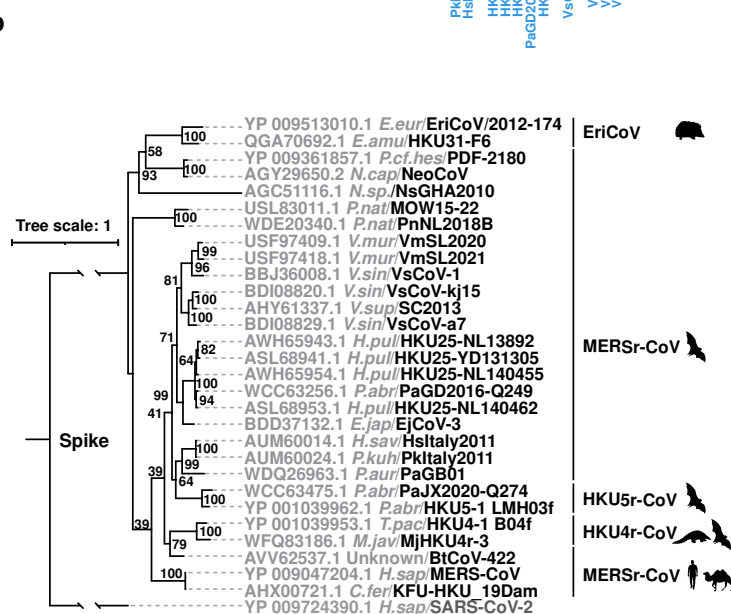 YP 009513010.1 E.eur/EriCoV/2012-174
QGA70692.1 E.amu/HKU31-F6
EriCoV
YP 009361857.1 P.cf.hes/PDF-2180
AGY29650.2 N.cap/NeoCoV
AGC51116.1 N.sp./NsGHA2010
USL83011.1 P.nat/MOW15-22
WDE20340.1 P.nat/PnNL2018B
USF97409.1 V.mur/VmSL2020
USF97418.1 V.mur/VmSL2021
BBJ36008.1 V.sin/VsCoV-1
BDI08820.1 V.sin/VsCoV-kj15
AHY61337.1 V.sup/SC2013
BDI08829.1 V.sin/VsCoV-a7
AWH65943.1 H.pul/HKU25-NL13892
ASL68941.1 H.pul/HKU25-YD131305
AWH65954.1 H.pul/HKU25-NL140455
WCC63256.1 P.abr/PaGD2016-Q249
ASL68953.1 H.pul/HKU25-NL140462
BDD37132.1 E.jap/EjCoV-3
AUM60014.1 H.sav/HsItaly2011
AUM60024.1 P.kuh/PkItaly2011
WDQ26963.1 P.aur/PaGB01
MERSr-CoV
WCC63475.1 P.abr/PaJX2020-Q274
YP 001039962.1 P.abr/HKU5-1 LMH03f
HKU5r-CoV
YP 001039953.1 T.pac/HKU4-1 B04f
WFQ83186.1 M.jav/MjHKU4r-3
HKU4r-CoV
AVV62537.1 Unknown/BtCoV-422
YP 009047204.1 H.sap/MERS-CoV
AHX00721.1 C.fer/KFU-HKU_19Dam
MERSr-CoV
YP 009724390.1 H.sap/SARS-CoV-2
Tree scale: 1
Spike
100
58
100
93
100
99
96
81
100
100
71
82
64
100
94
99
41
100
99
64
39
100
39
100
79
100